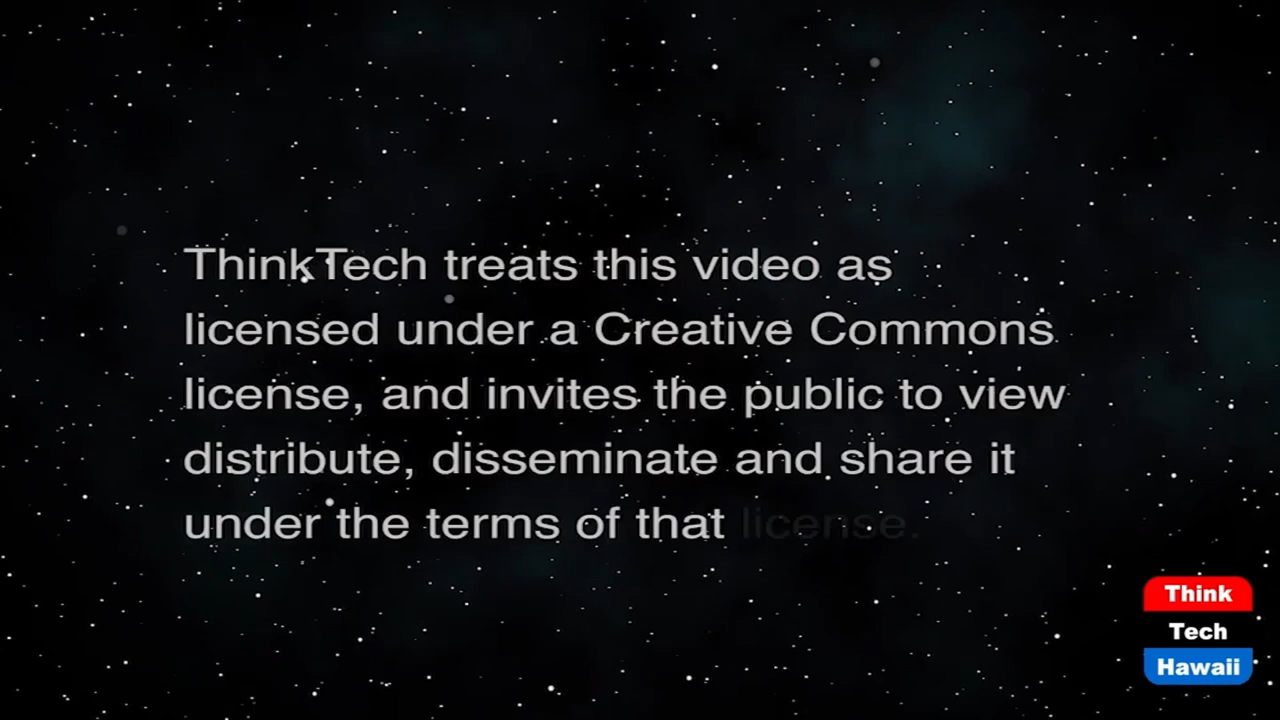 ThinkTech treats this video as
licensed under a Creative Commons
license, and invites the public to view
distribute, disseminate and share it
under the terms of that license.
Think
Tech
Hawaii